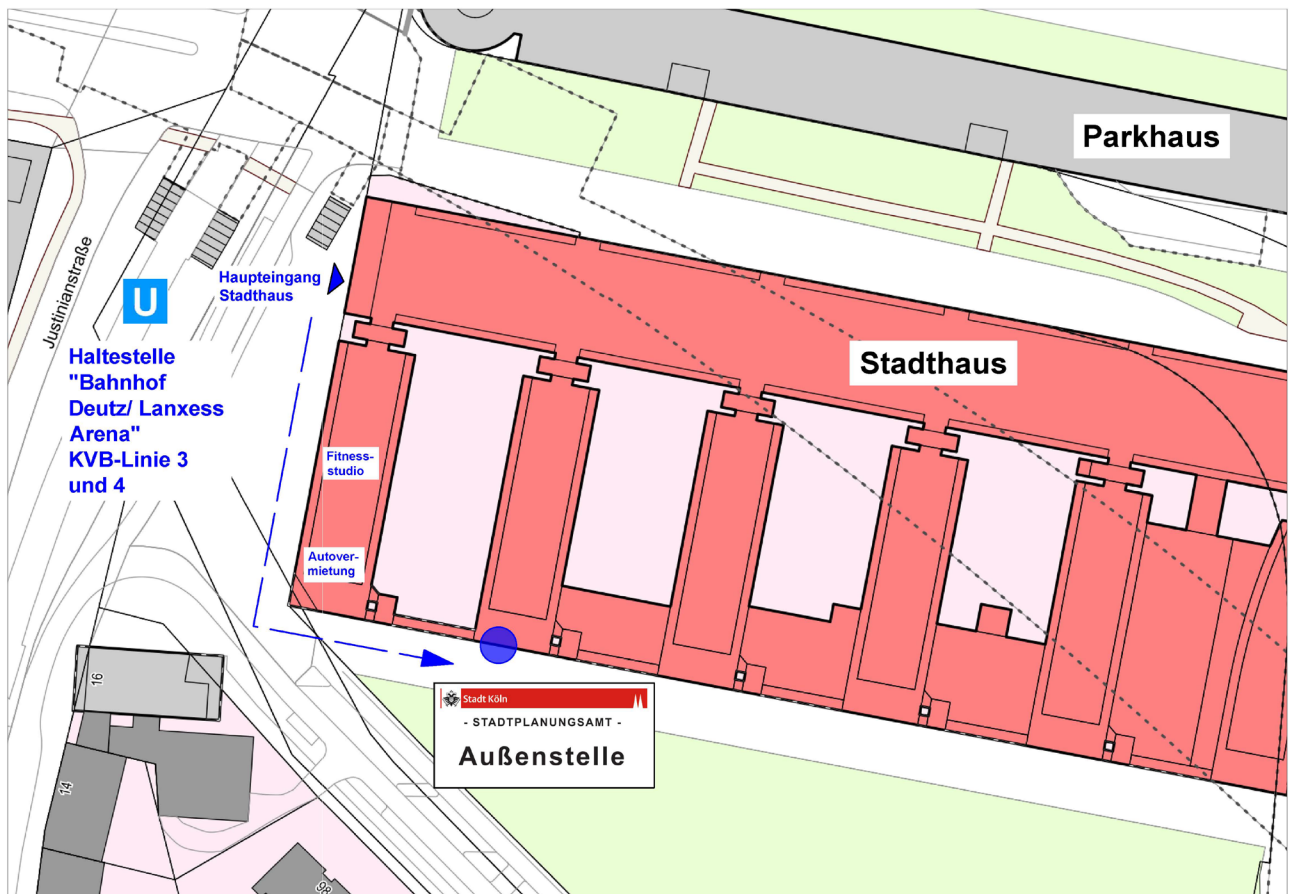 Parkhaus
Justinianstraße
Haupteingang
Stadthaus
U
Haltestelle
"Bahnhof
Deutz/ Lanxess
Arena"
KVB-Linie 3
und 4
Stadthaus
Fitness-
studio
Autover-
mietung
16
14
98
Stadt Köln
- STADTPLANUNGSAMT -
Außenstelle